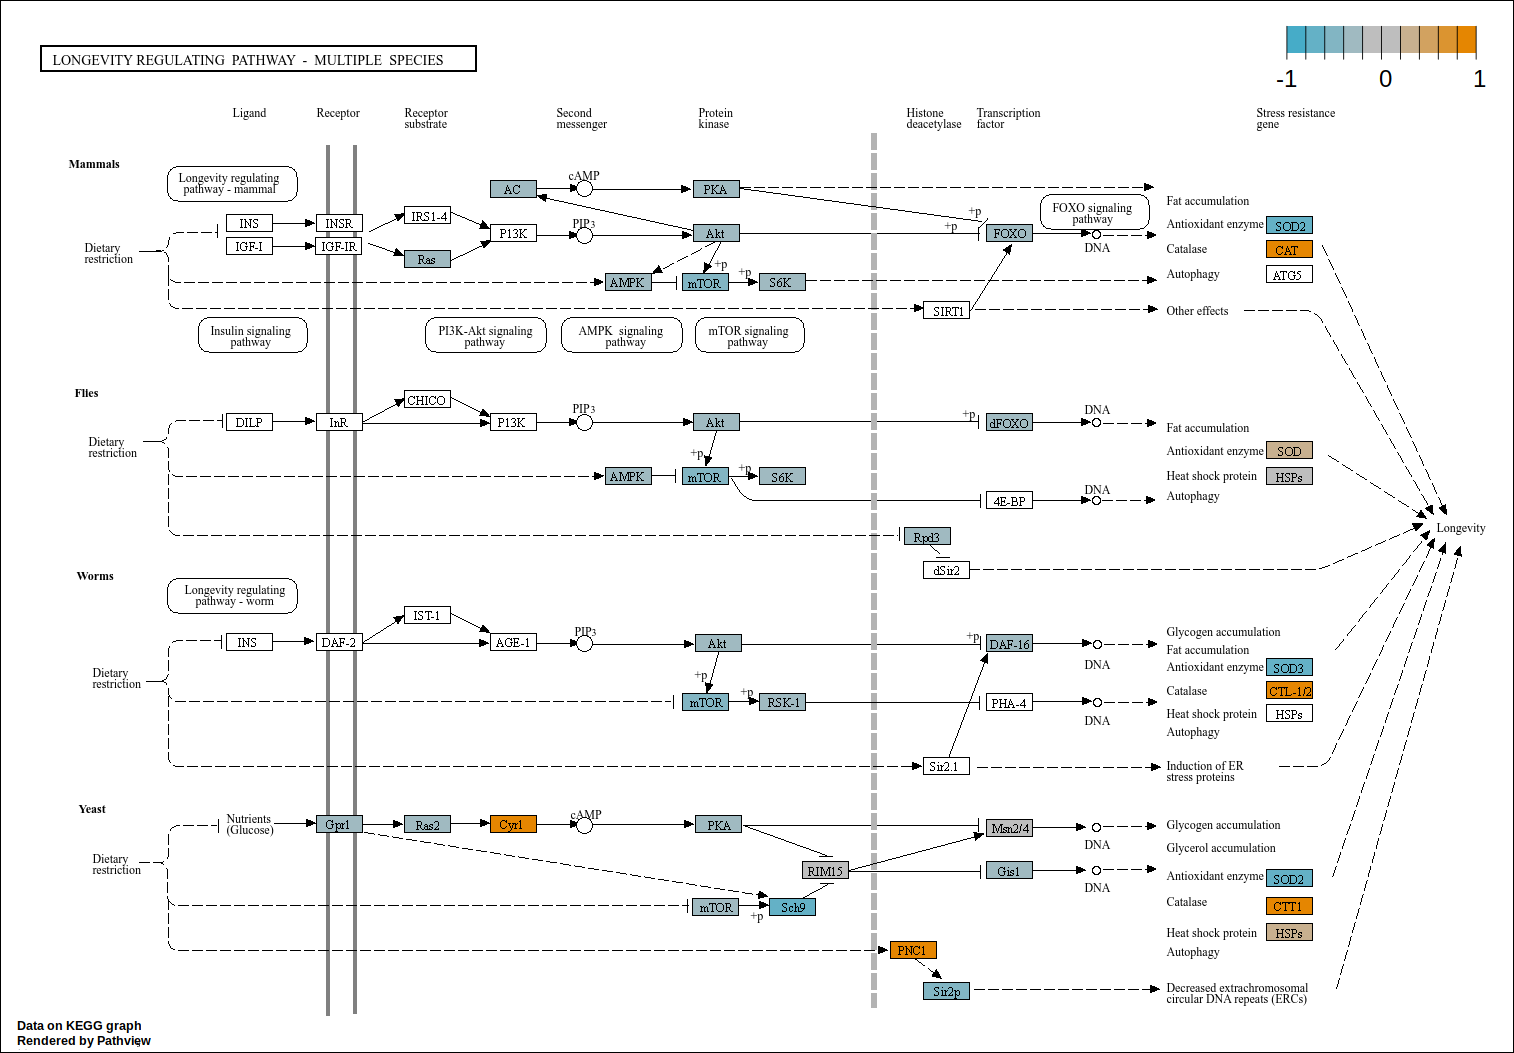 LONGEVITY REGULATING PATHWAY - MULTIPLE SPECIES
-1 0 1
Ligand
Receptor
Receptor
substrate
Second
messenger
Protein
kinase
Histone
deacetylase
Transcription
factor
Stress resistance
gene
Mammals
Longevity regulating
pathway - mammal
AC
cAMP
PKA
INS
INSR
IRS1-4
P13K
PIP3
Akt
+p
+p
FOXO
FOXO signaling
pathway
DNA
Fat accumulation
Antioxidant enzyme
SOD2
Catalase
CAT
Autophagy
ATG5
Other effects
Dietary
restriction
IGF-I
IGF-IR
Ras
AMPK
+p
mTOR
+p
S6K
SIRT1
Insulin signaling
pathway
PI3K-Akt signaling
pathway
AMPK signaling
pathway
mTOR signaling
pathway
Flies
Dietary
restriction
DILP
InR
CHICO
P13K
PIP3
Akt
+p
dFOXO
DNA
Fat accumulation
Antioxidant enzyme
SOD
Heat shock protein
HSPs
Autophagy
AMPK
+p
mTOR
+p
S6K
4E-BP
DNA
Rpd3
dSir2
Longevity
Worms
Longevity regulating
pathway - worm
Dietary
restriction
INS
DAF-2
IST-1
AGE-1
PIP3
Akt
+p
DAF-16
DNA
Glycogen accumulation
Fat accumulation
Antioxidant enzyme
SOD3
Catalase
CTL-1/2
Heat shock protein
HSPs
Autophagy
+p
mTOR
+p
RSK-1
PHA-4
DNA
Sir2.1
Induction of ER
stress proteins
Yeast
Dietary
restriction
Nutrients
(Glucose)
Gpr1
Ras2
Cyr1
cAMP
PKA
Msn2/4
DNA
Glycogen accumulation
Glycerol accumulation
RIM15
Gis1
DNA
Antioxidant enzyme
SOD2
Catalase
CTT1
Heat shock protein
HSPs
Autophagy
mTOR
+p
Sch9
PNC1
Sir2p
Decreased extrachromosomal
circular DNA repeats (ERCs)
Data on KEGG graph
Rendered by Pathview